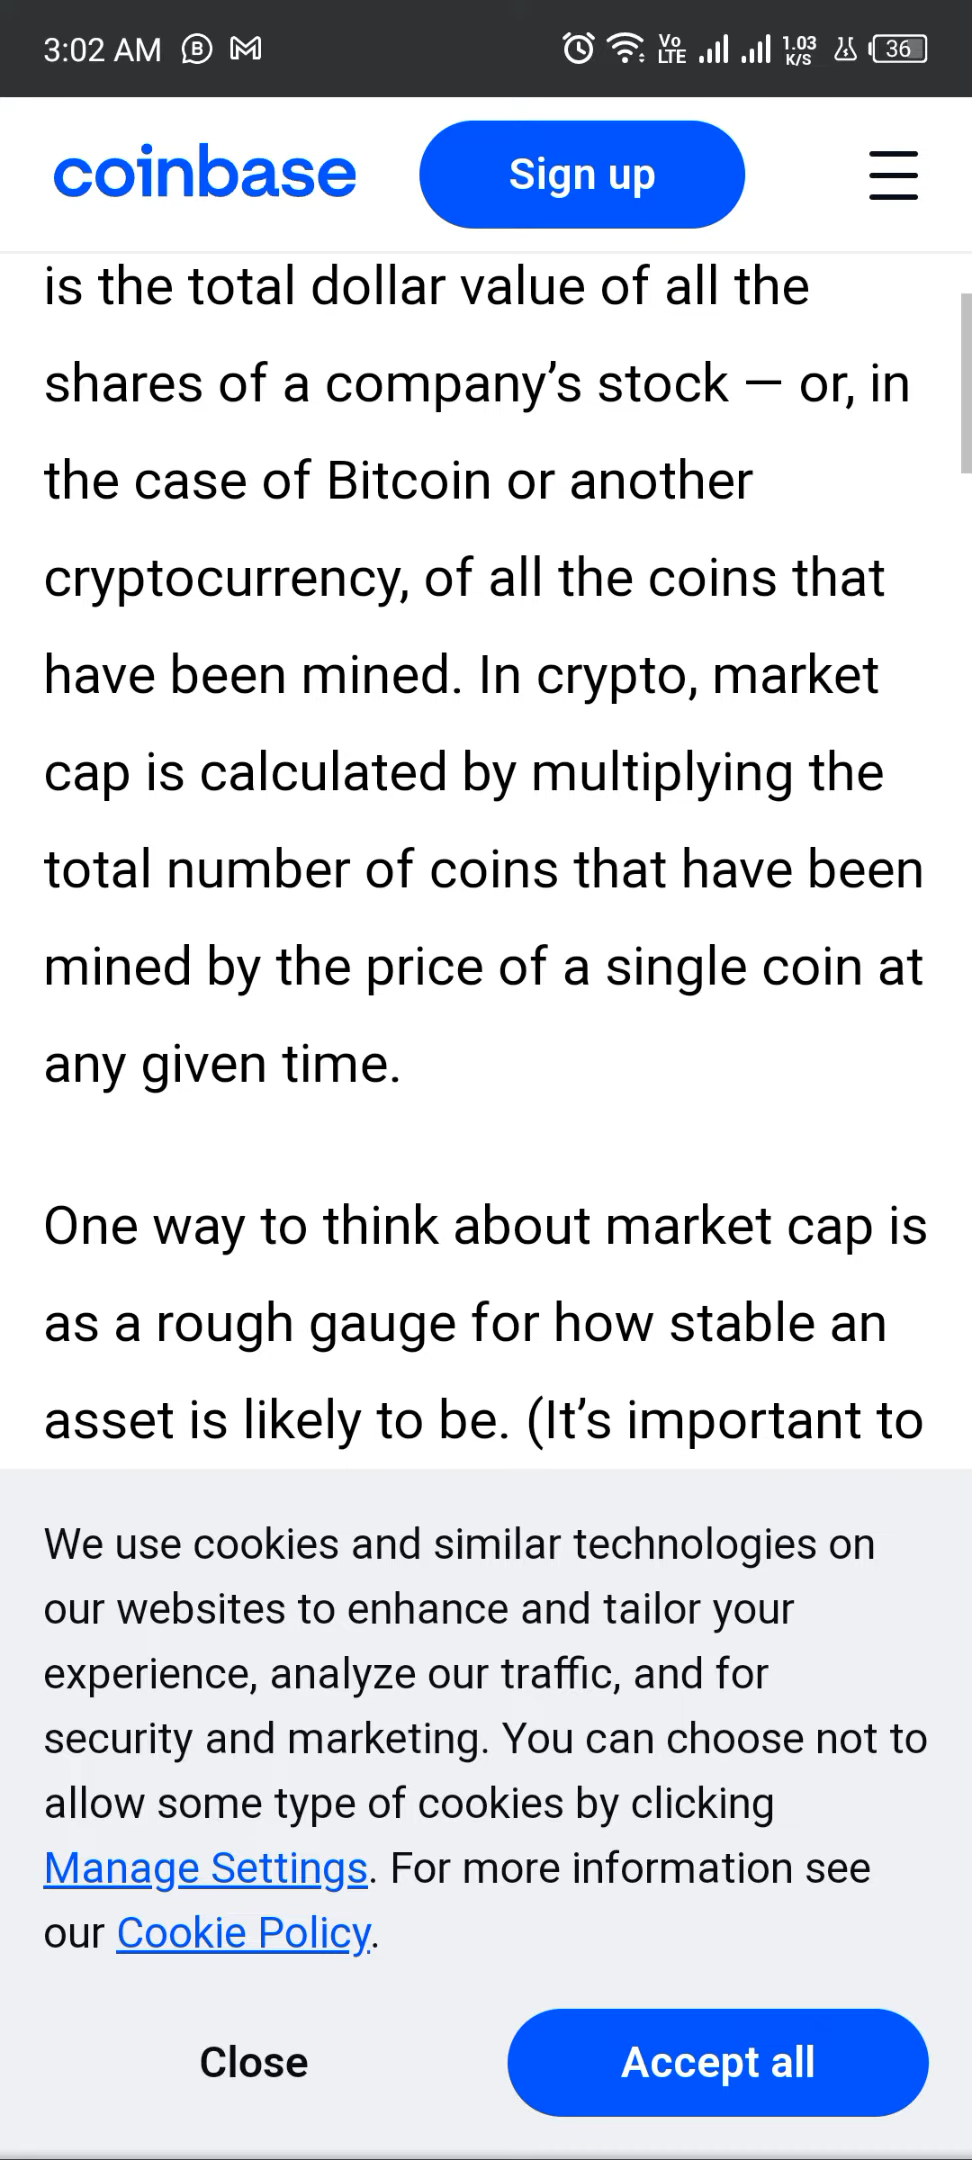 3:02 AM
Vo LTE 1.03 K/S 36
coinbase
Sign up
is the total dollar value of all the
shares of a company’s stock — or, in
the case of Bitcoin or another
cryptocurrency, of all the coins that
have been mined. In crypto, market
cap is calculated by multiplying the
total number of coins that have been
mined by the price of a single coin at
any given time.
One way to think about market cap is
as a rough gauge for how stable an
asset is likely to be. (It’s important to
We use cookies and similar technologies on
our websites to enhance and tailor your
experience, analyze our traffic, and for
security and marketing. You can choose not to
allow some type of cookies by clicking
Manage Settings. For more information see
our Cookie Policy.
Close
Accept all